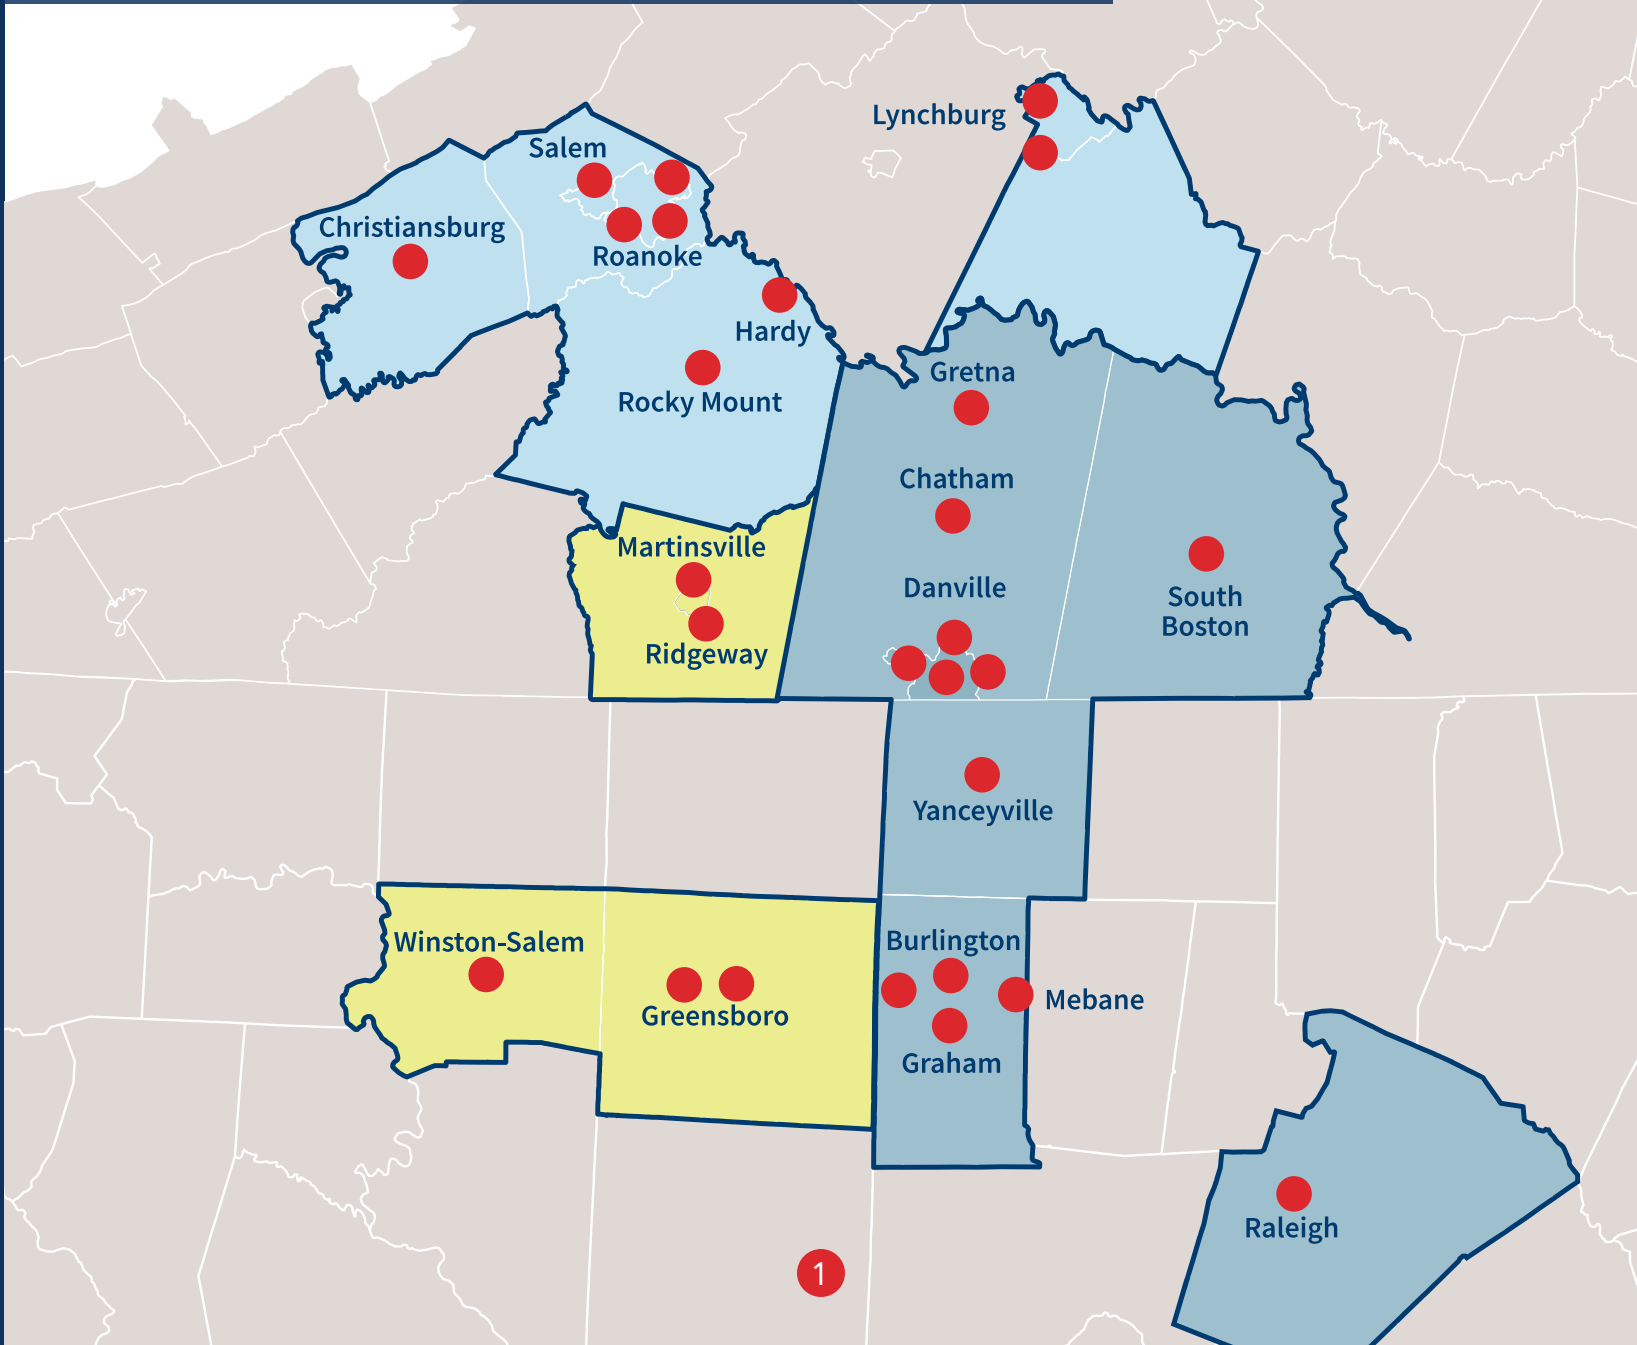 Lynchburg
Salem
Christiansburg
Roanoke
Hardy
Rocky Mount
Gretna
Chatham
Martinsville
Danville
South
Boston
Ridgeway
Yanceyville
Winston-Salem
Burlington
Greensboro
Mebane
Graham
Raleigh
1